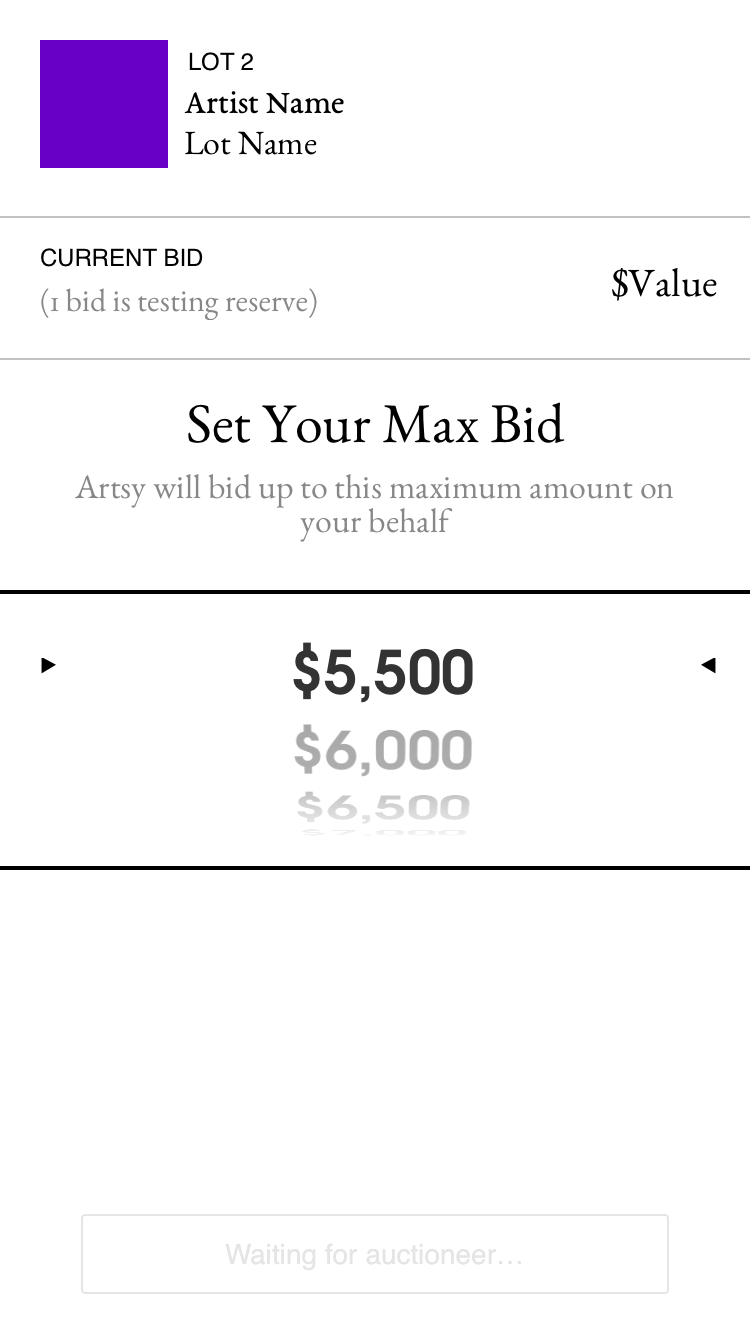 LOT 2
Artist Name
Lot Name
CURRENT BID
(1 bid is testing reserve)
$Value
Set Your Max Bid
Artsy will bid up to this maximum amount on
your behalf
$5,500
$6,000
$6,500
$7,000
Waiting for auctioneer...